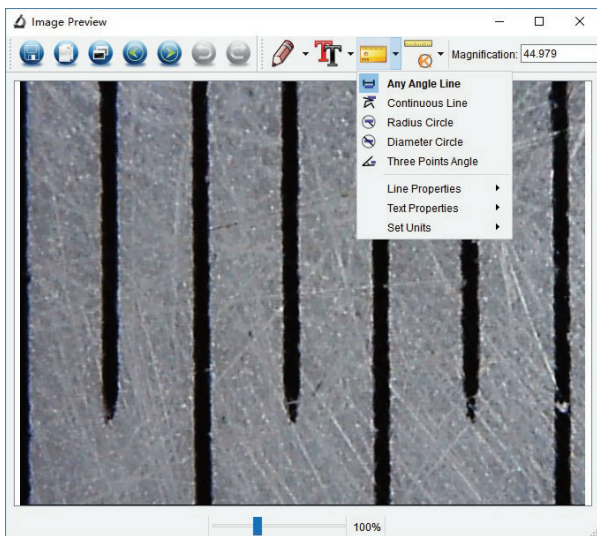 Image Preview
Magnification: 44.979
Any Angle Line
Continuous Line
Radius Circle
Diameter Circle
Three Points Angle
Line Properties
Text Properties
Set Units
100%